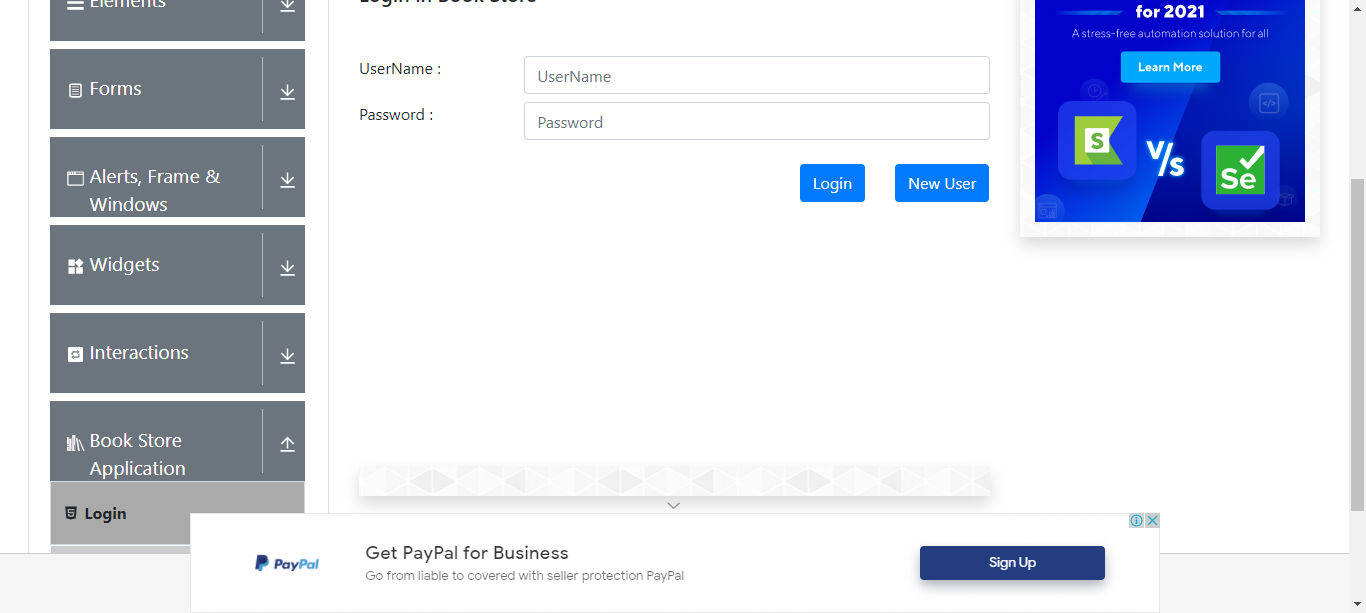 Elements
Login in Book Store
for 2021
A stress-free automation solution for all
Learn More
S
V/s
Se
Forms
UserName :
UserName
Password :
Password
Login
New User
Alerts, Frame &
Windows
Widgets
Interactions
Book Store
Application
Login
PayPal
Get PayPal for Business
Go from liable to covered with seller protection PayPal
Sign Up